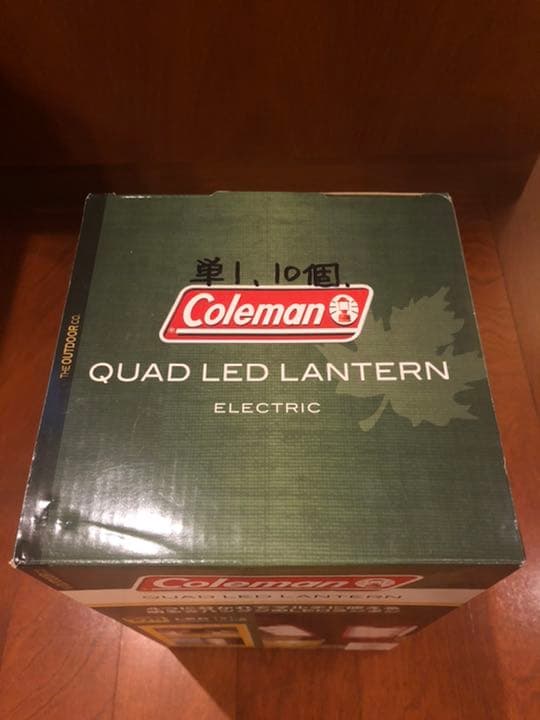 単1、10個、
Coleman
QUAD LED LANTERN
ELECTRIC
THE OUTDOOR CO.
Coleman
QUAD LED LANTERN